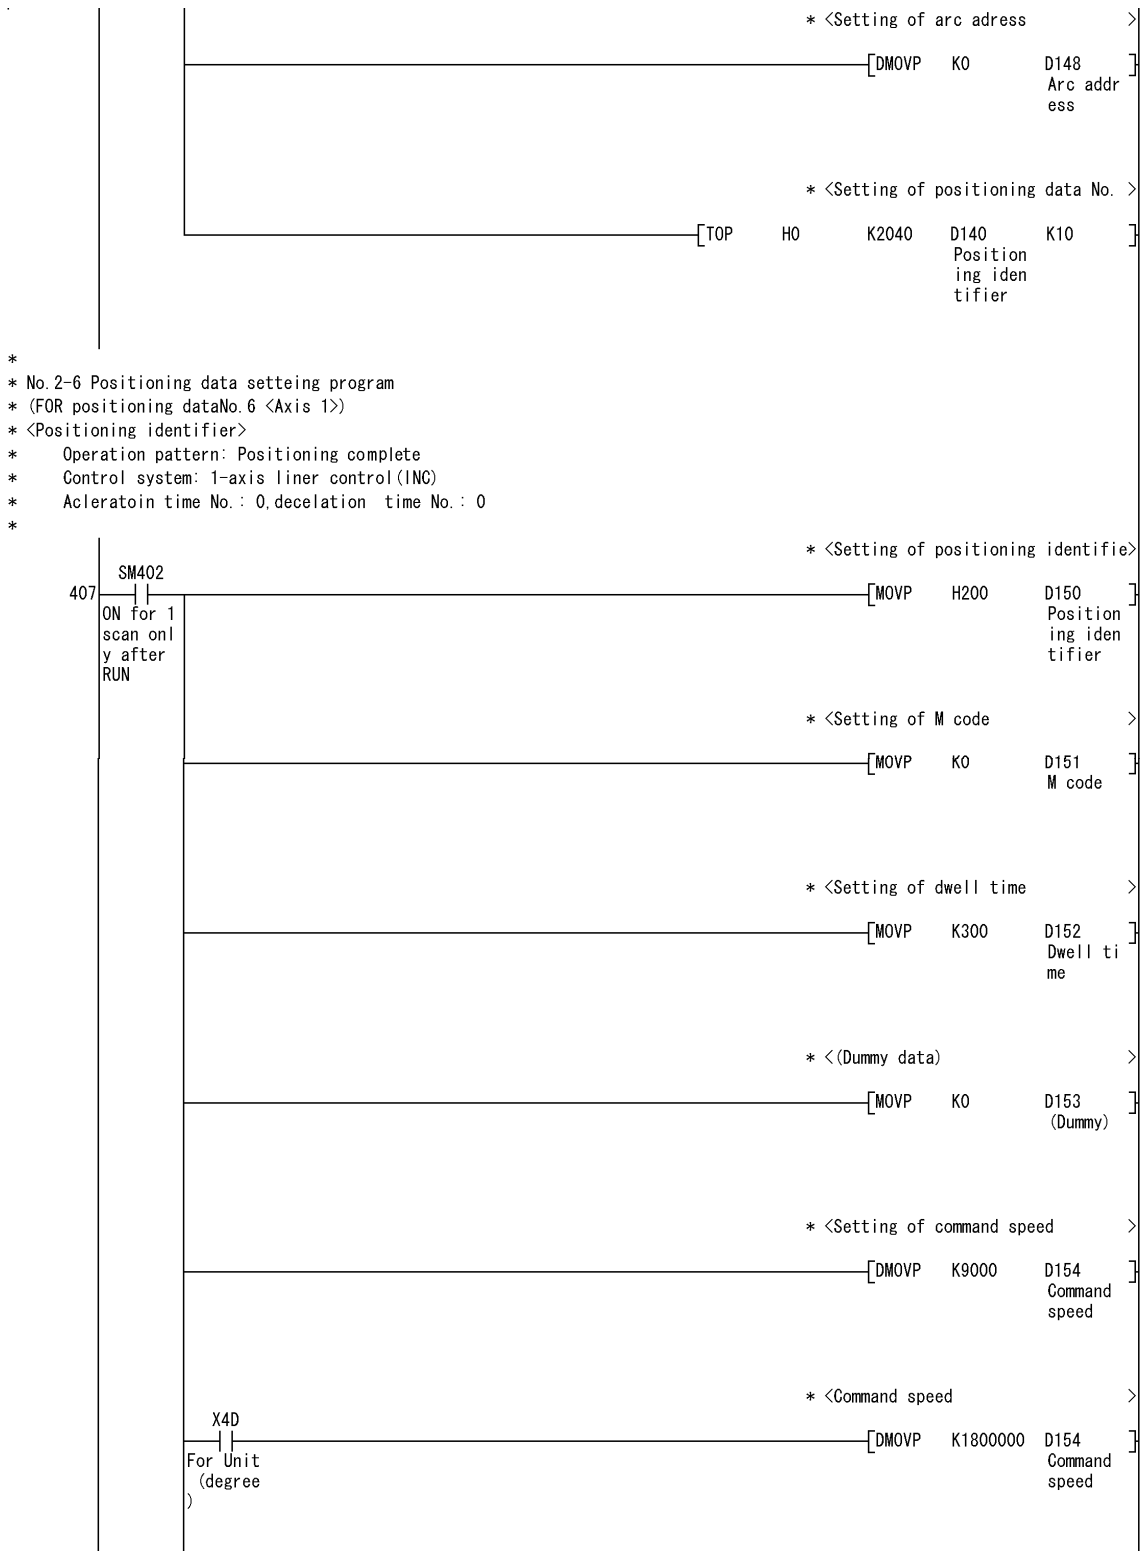 * <Setting of arc adress >
DMOVP K0 D148
Arc addr
ess
* <Setting of positioning data No. >
TOP H0 K2040 D140 K10
Position
ing iden
tifier
*
* No.2-6 Positioning data setteing program
* (FOR positioning dataNo.6 <Axis 1>)
* <Positioning identifier>
* Operation pattern: Positioning complete
* Control system: 1-axis liner control(INC)
* Acleratoin time No.: 0,decelation time No.: 0
*
* <Setting of positioning identifie>
SM402
407
MOVP H200 D150
ON for 1
scan onl
y after
RUN
Position
ing iden
tifier
* <Setting of M code >
MOVP K0 D151
M code
* <Setting of dwell time >
MOVP K300 D152
Dwell ti
me
* <(Dummy data) >
MOVP K0 D153
(Dummy)
* <Setting of command speed >
DMOVP K9000 D154
Command
speed
* <Command speed >
X4D
DMOVP K1800000 D154
For Unit
(degree
)
Command
speed